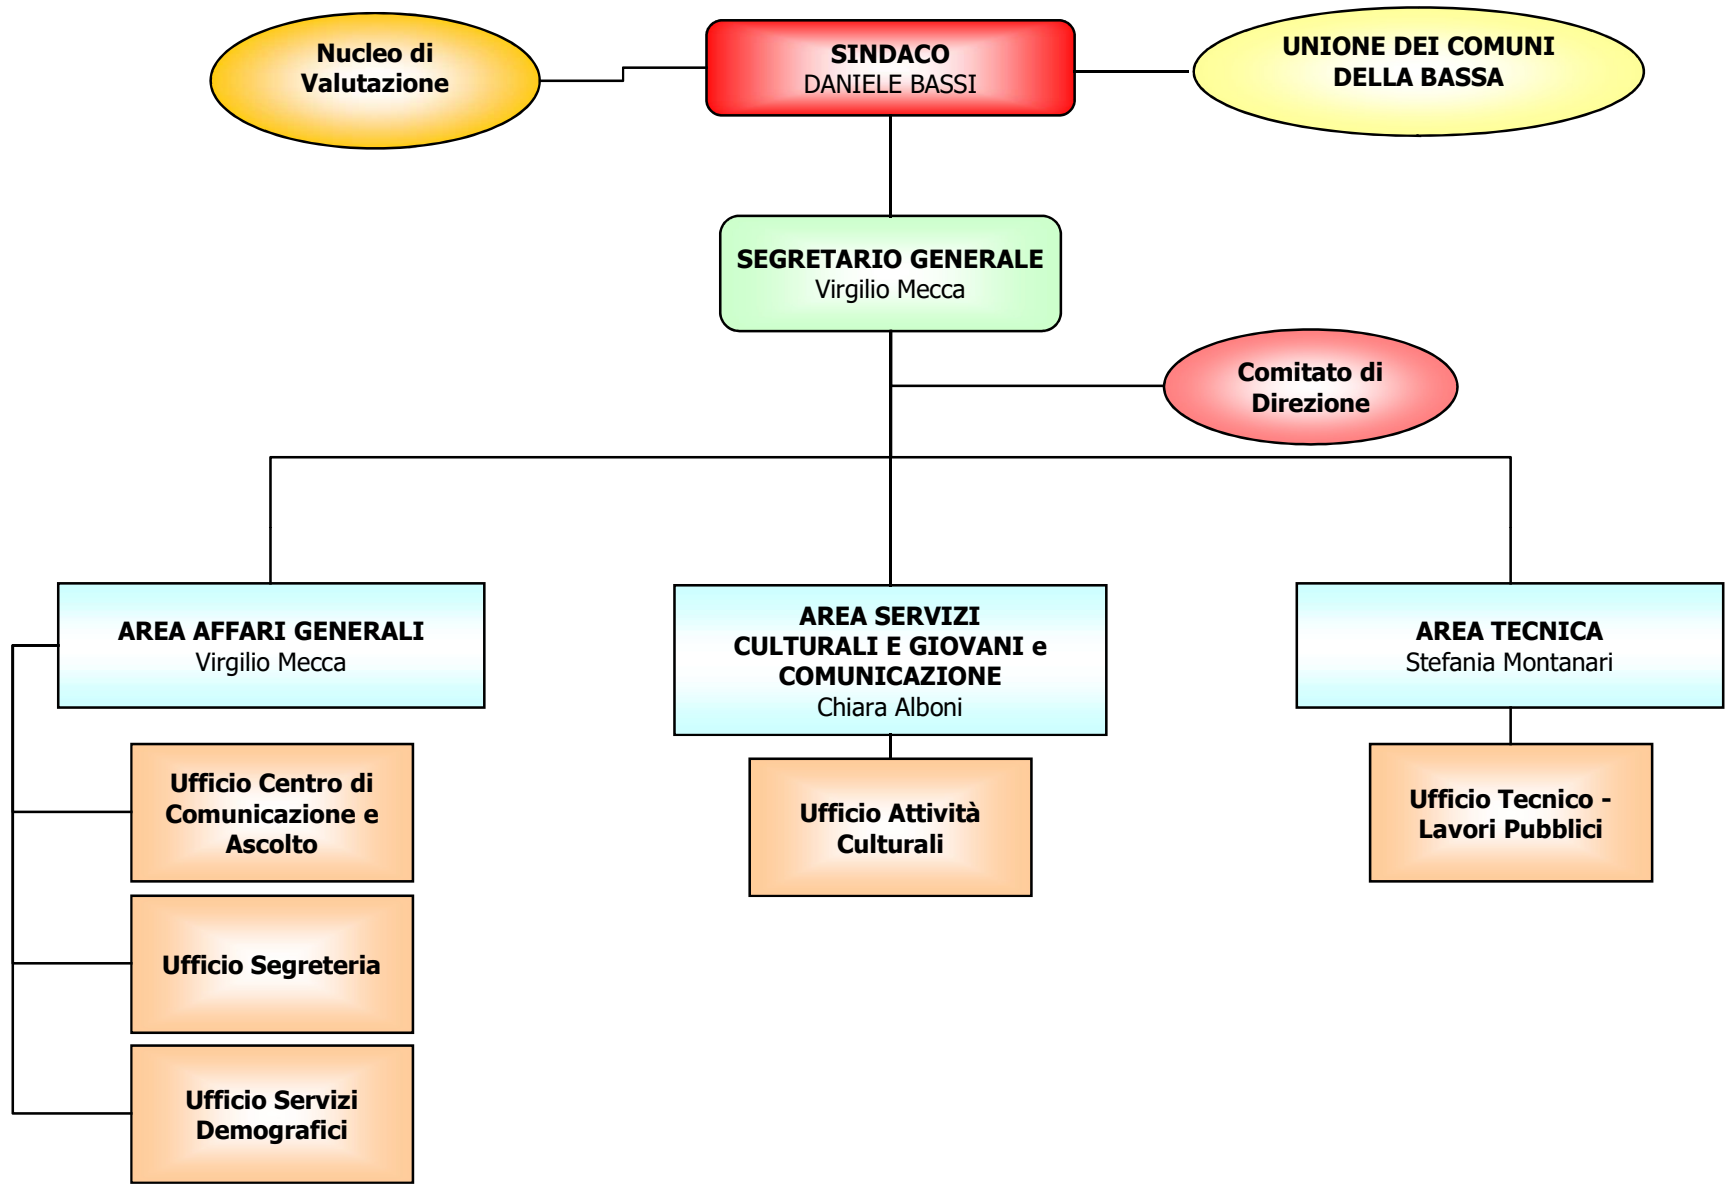 Nucleo di
Valutazione
SINDACO
DANIELE BASSI
UNIONE DEI COMUNI
DELLA BASSA
SEGRETARIO GENERALE
Virgilio Mecca
Comitato di
Direzione
AREA AFFARI GENERALI
Virgilio Mecca
AREA SERVIZI
CULTURALI E GIOVANI e
COMUNICAZIONE
Chiara Alboni
AREA TECNICA
Stefania Montanari
Ufficio Centro di
Comunicazione e
Ascolto
Ufficio Attività
Culturali
Ufficio Tecnico -
Lavori Pubblici
Ufficio Segreteria
Ufficio Servizi
Demografici